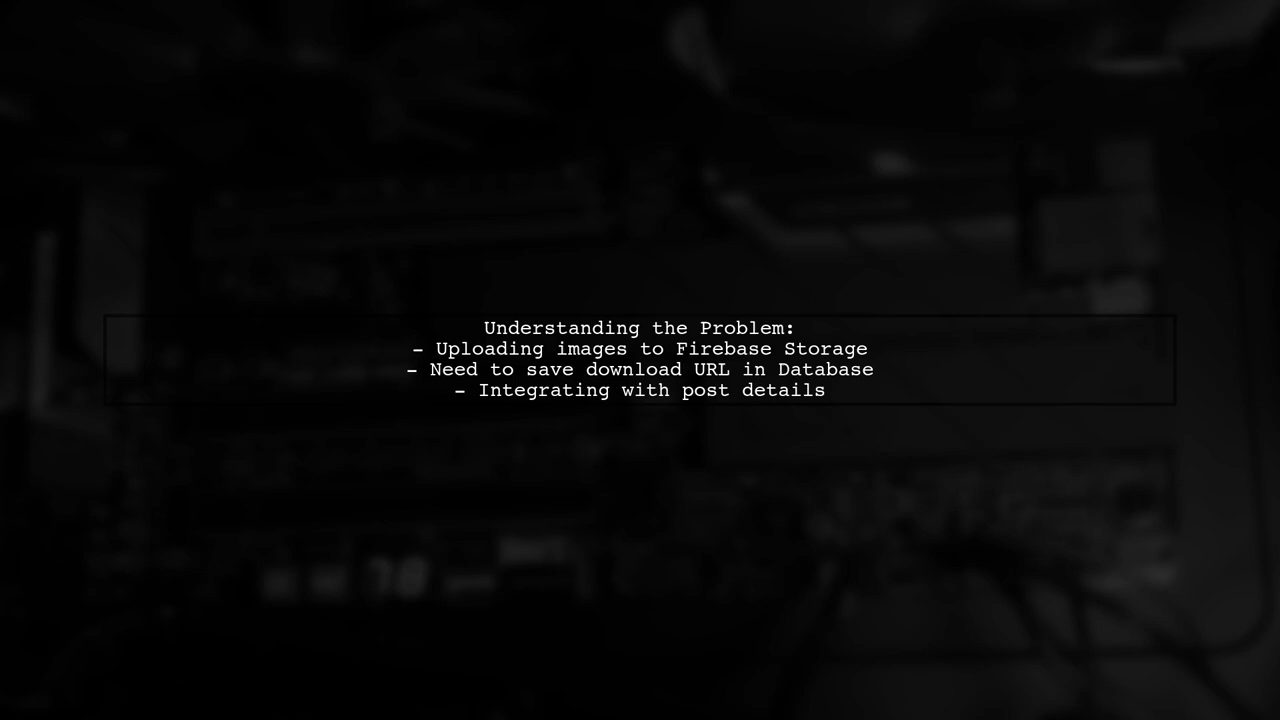 Understanding the Problem:
- Uploading images to Firebase Storage
- Need to save download URL in Database
- Integrating with post details